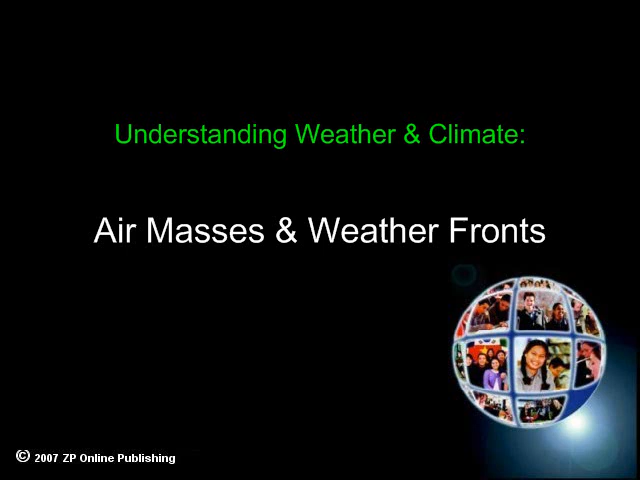 Understanding Weather & Climate:
Air Masses & Weather Fronts
© 2007 ZP Online Publishing